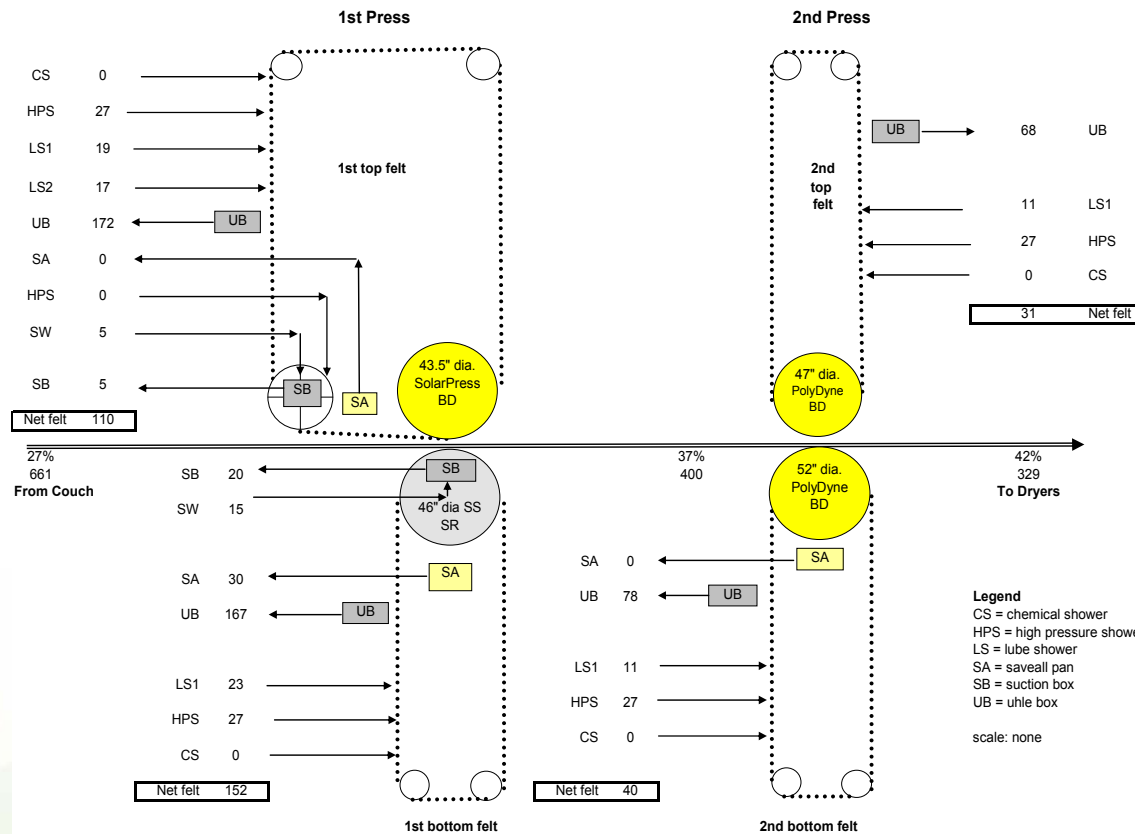 1st Press
2nd Press
CS 0
HPS 27
LS1 19
LS2 17
UB 172
UB
SA 0
HPS 0
SW 5
SB 5
Net felt 110
1st top felt
SB
SA
43.5" dia.
SolarPress
BD
2nd
top
felt
UB
68 UB
11 LS1
27 HPS
0 CS
31 Net felt
47" dia.
PolyDyne
BD
27%
661
From Couch
37%
400
42%
329
To Dryers
SB 20
SW 15
SB
46" dia SS
SR
SA 30
SA
UB 167
UB
LS1 23
HPS 27
CS 0
Net felt 152
1st bottom felt
52" dia.
PolyDyne
BD
SA 0
SA
UB 78
UB
LS1 11
HPS 27
CS 0
Net felt 40
2nd bottom felt
Legend
CS = chemical shower
HPS = high pressure showe
LS = lube shower
SA = saveall pan
SB = suction box
UB = uhle box
scale: none